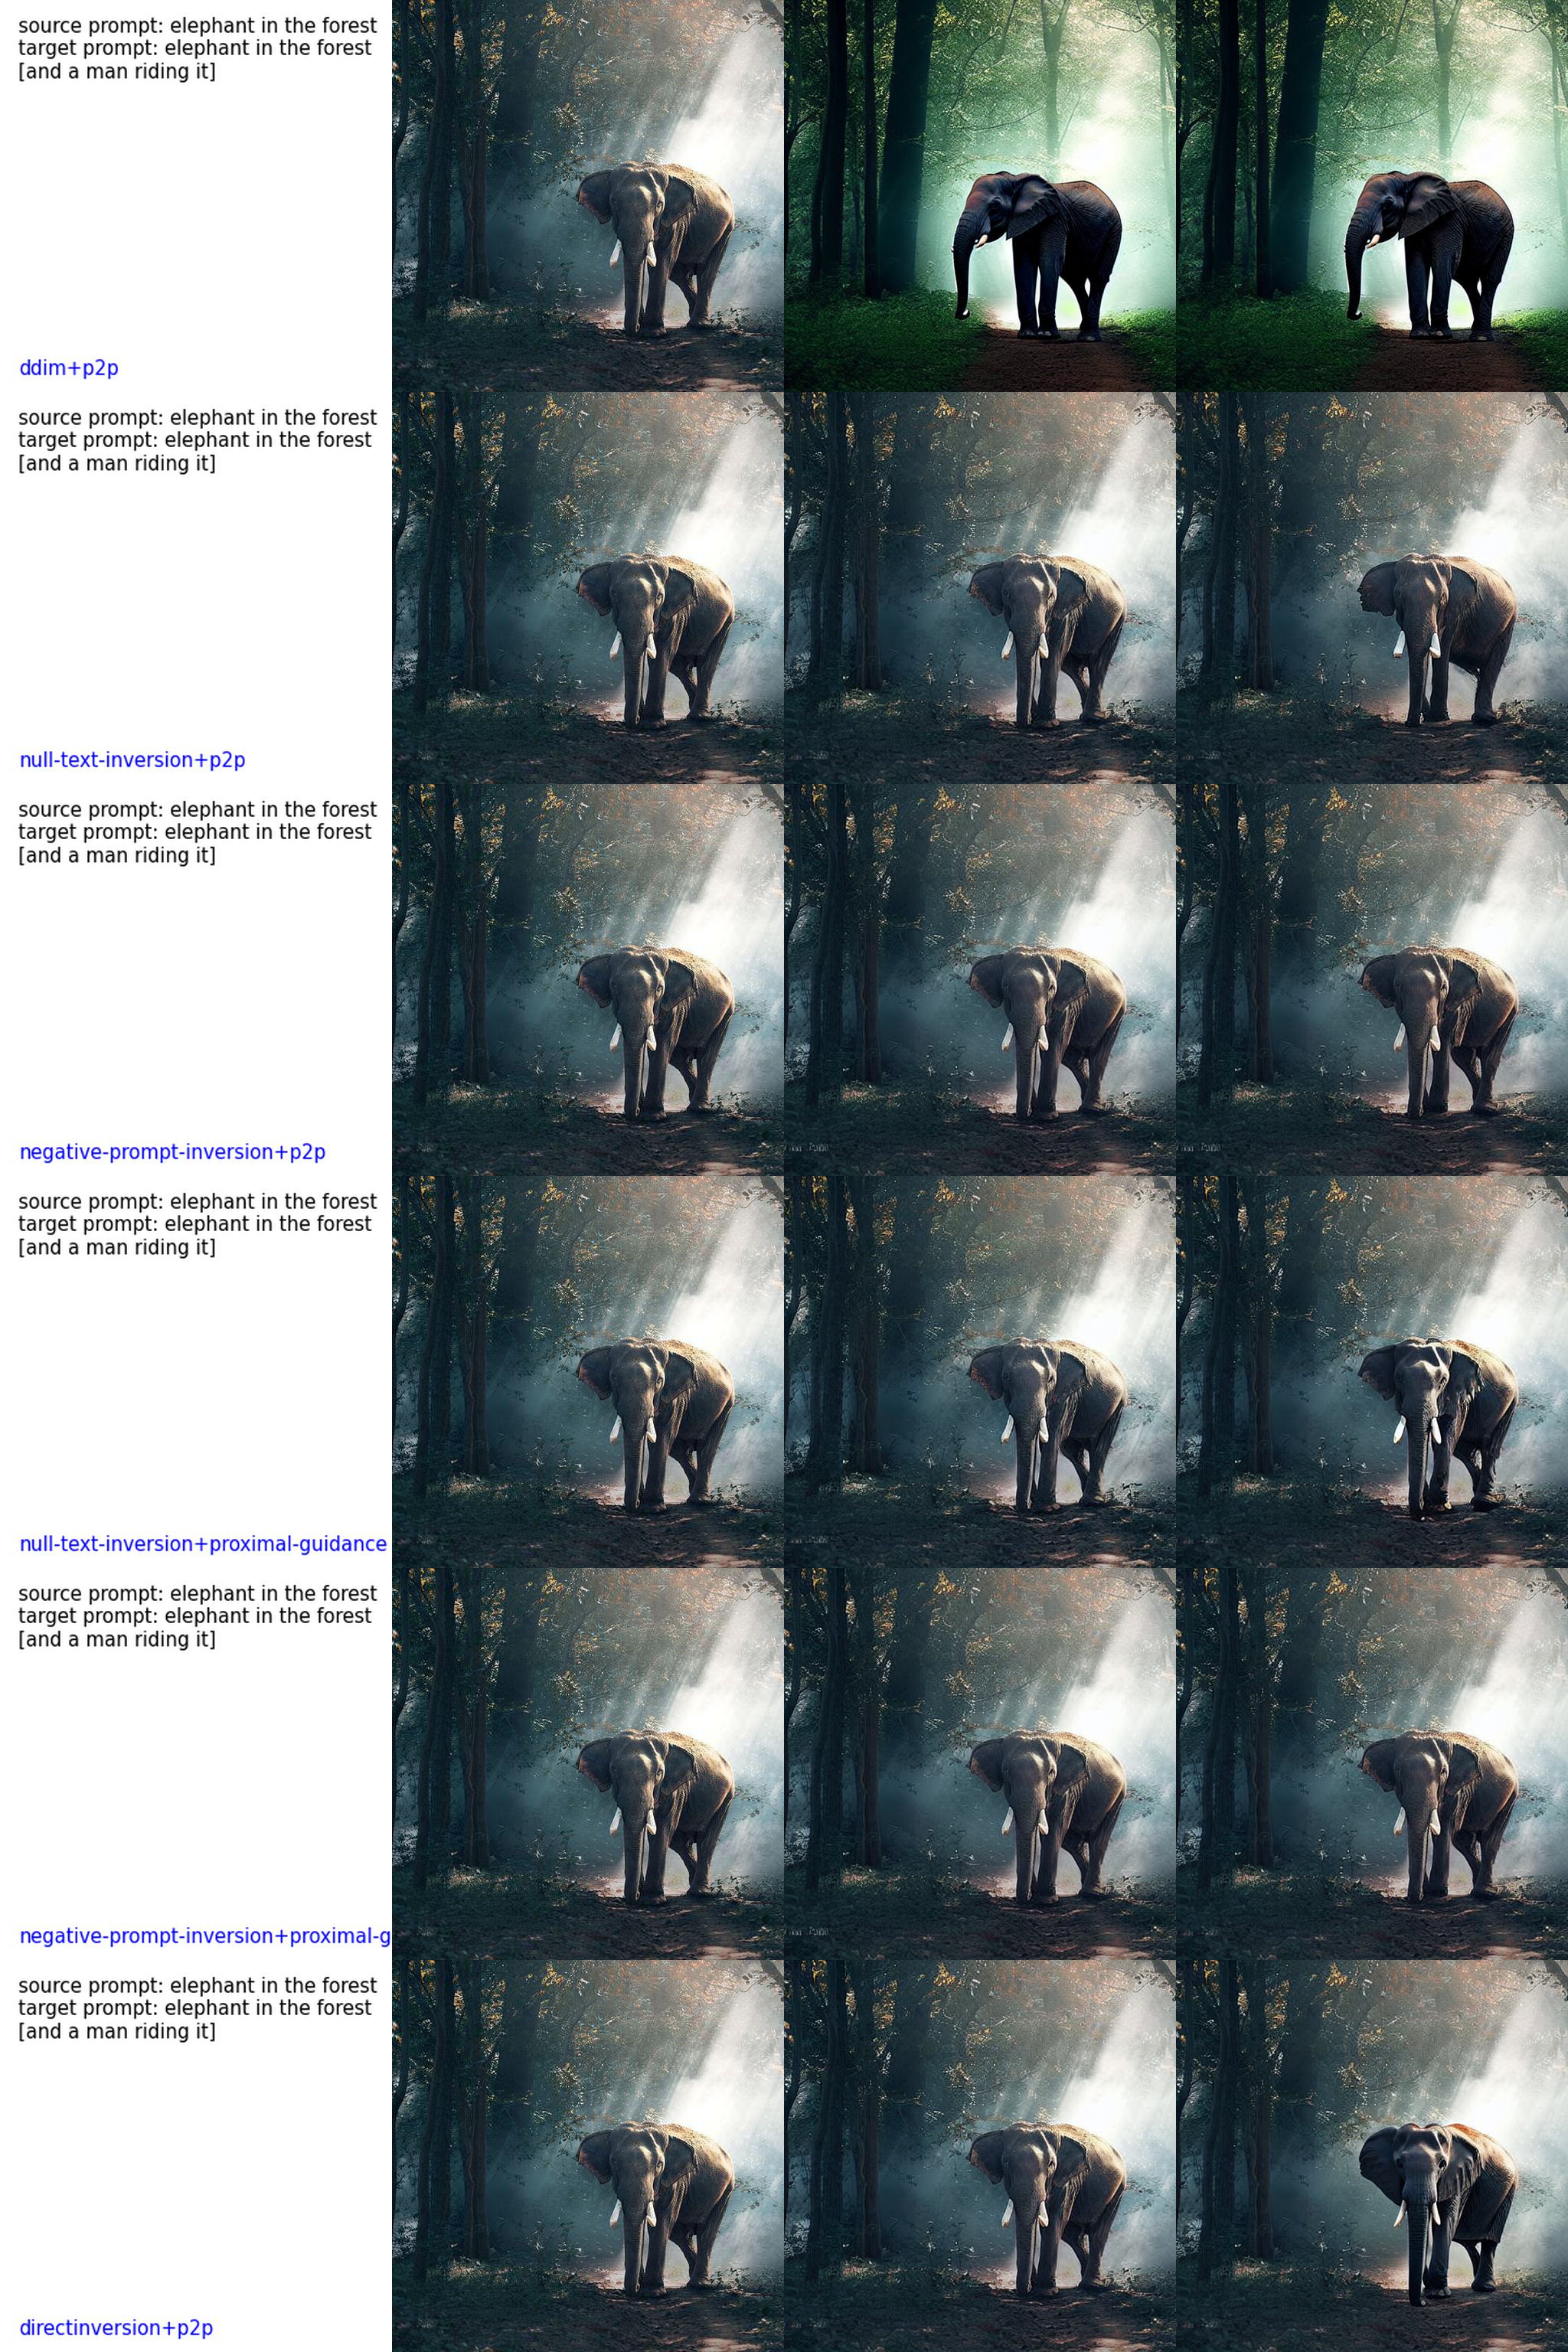 source prompt: elephant in the forest
target prompt: elephant in the forest
[and a man riding it]
ddim+p2p
source prompt: elephant in the forest
target prompt: elephant in the forest
[and a man riding it]
null-text-inversion+p2p
source prompt: elephant in the forest
target prompt: elephant in the forest
[and a man riding it]
negative-prompt-inversion+p2p
source prompt: elephant in the forest
target prompt: elephant in the forest
[and a man riding it]
null-text-inversion+proximal-guidance
source prompt: elephant in the forest
target prompt: elephant in the forest
[and a man riding it]
negative-prompt-inversion+proximal-g
source prompt: elephant in the forest
target prompt: elephant in the forest
[and a man riding it]
directinversion+p2p